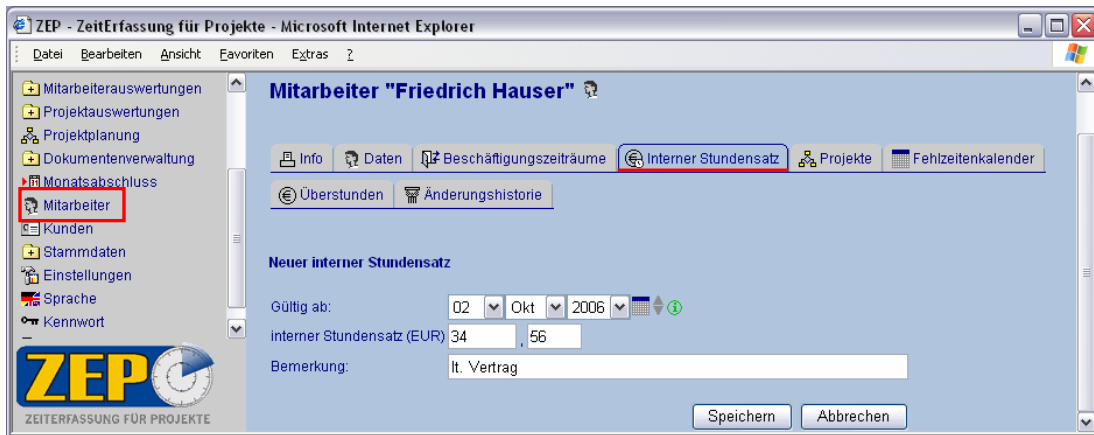 ZEP - ZeitErfassung für Projekte - Microsoft Internet Explorer
Datei Bearbeiten Ansicht Favoriten Extras ?
Mitarbeiterauswertungen
Projektauswertungen
Projektplanung
Dokumentenverwaltung
Monatsabschluss
Mitarbeiter
Kunden
Stammdaten
Einstellungen
Sprache
Kennwort
ZEP
ZEITERFASSUNG FÜR PROJEKTE
Mitarbeiter "Friedrich Hauser"
Info Daten Beschäftigungszeiträume Interner Stundensatz Projekte Fehlzeitenkalender
Überstunden Änderungshistorie
Neuer interner Stundensatz
Gültig ab: 02 Okt 2006
interner Stundensatz (EUR) 34 , 56
Bemerkung: lt. Vertrag
Speichern Abbrechen